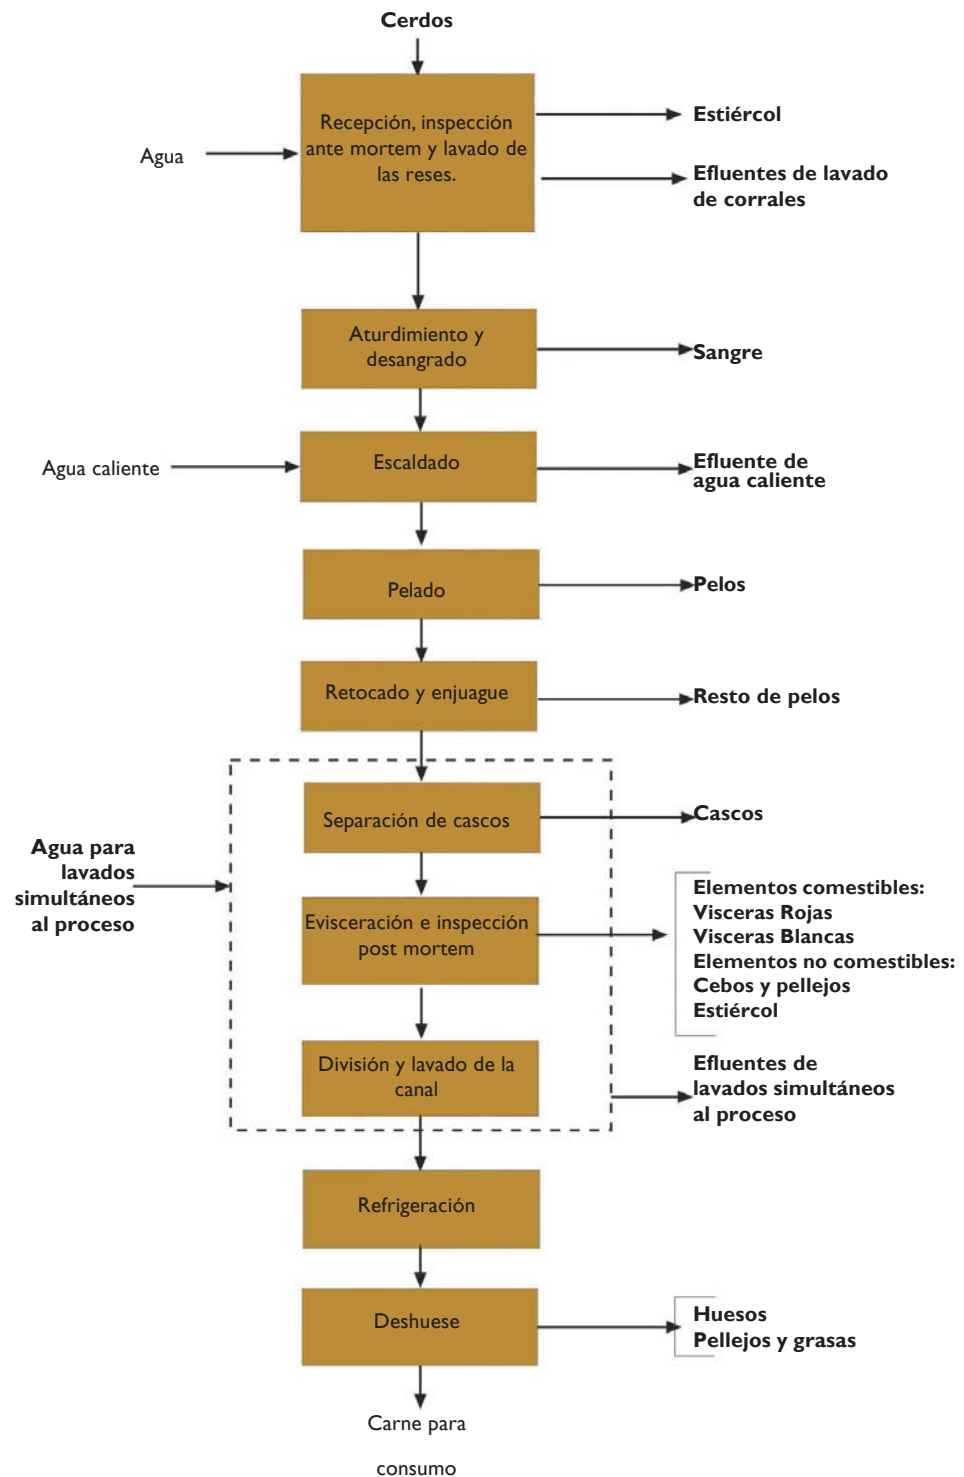 Cerdos
Recepción, inspección
ante mortem y lavado de
las reses.
Agua
Estiércol
Efluentes de lavado
de corrales
Aturdimiento y
desangrado
Sangre
Agua caliente
Escaldado
Efluente de
agua caliente
Pelado
Pelos
Retocado y enjuague
Resto de pelos
Separación de cascos
Cascos
Agua para
lavados
simultáneos
al proceso
Evisceración e inspección
post mortem
Elementos comestibles:
Visceras Rojas
Visceras Blancas
Elementos no comestibles:
Cebos y pellejos
Estiércol
División y lavado de la
canal
Efluentes de
lavados simultáneos
al proceso
Refrigeración
Deshuese
Huesos
Pellejos y grasas
Carne para
consumo